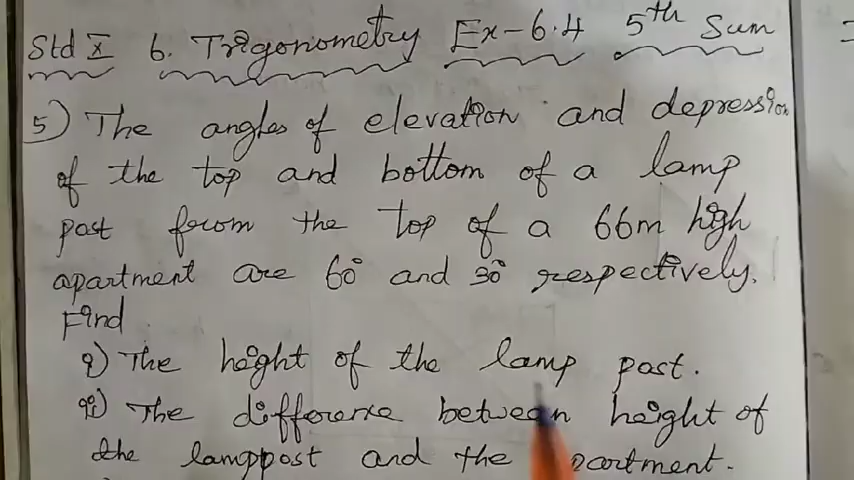 Std X 6. Trigonometry Ex-6.4 5th Sum
5) The angles of elevation and depression
of the top and bottom of a lamp
past from the top of a 66m high
apartment are 60° and 30° respectively.
Find
i) The height of the lamp past.
ii) The difference between height of
the lamppost and the